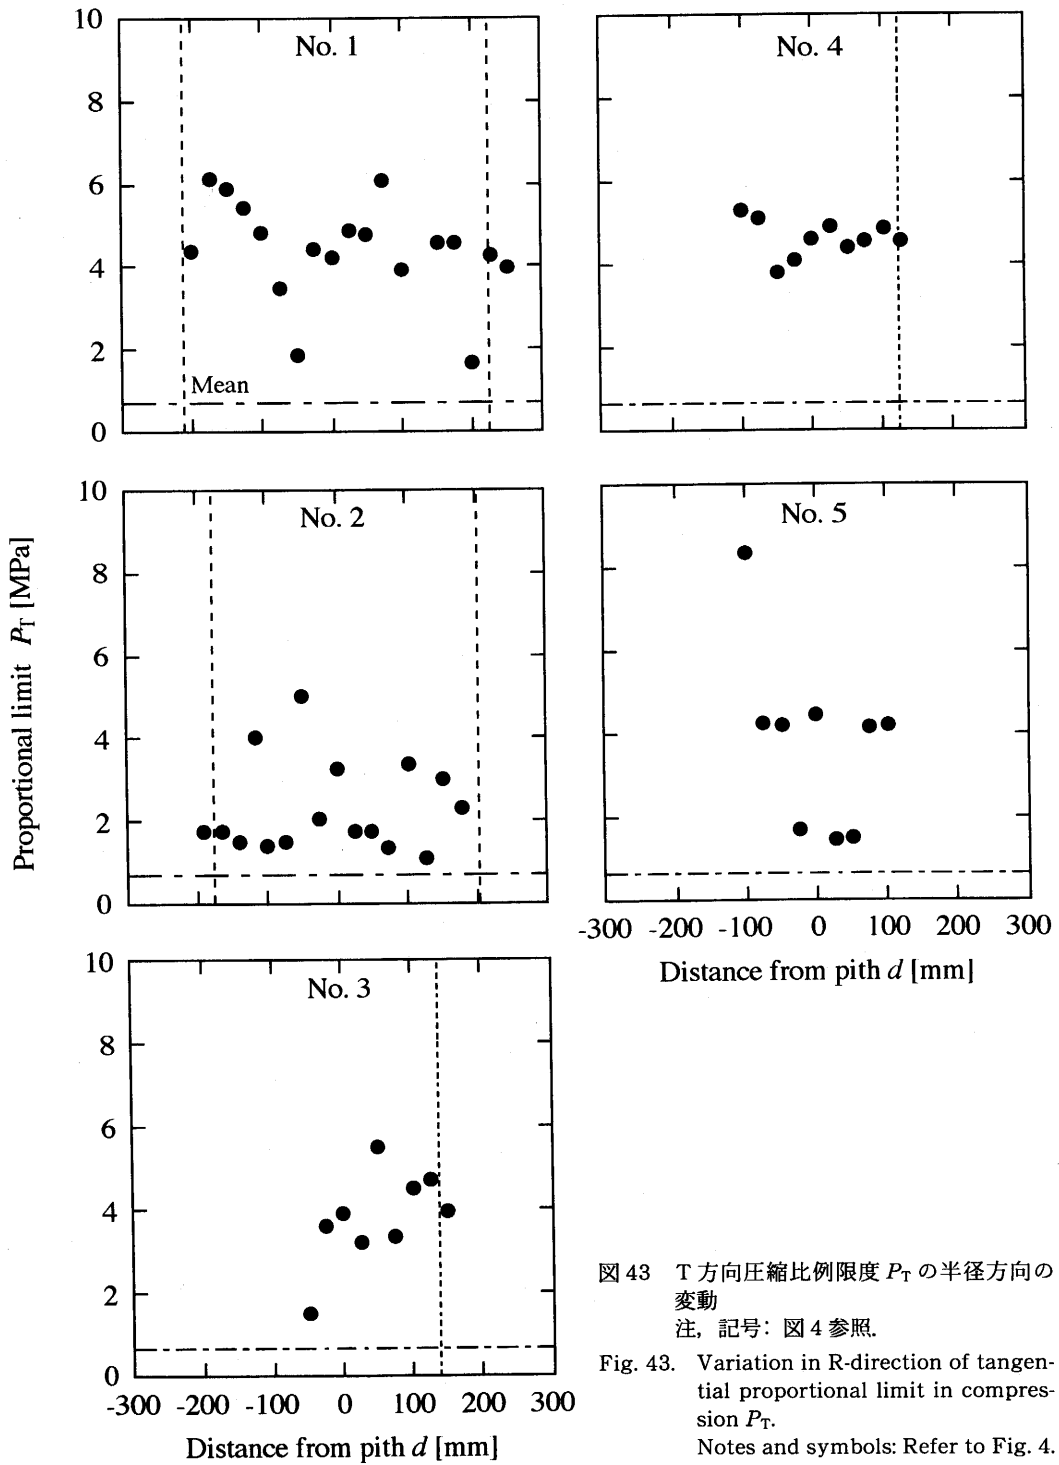 No. 1
10
8
6
4
2
0
Mean
No. 4
Proportional limit P_T [MPa]
No. 2
10
8
6
4
2
0
No. 5
-300 -200 -100 0 100 200 300
Distance from pith d [mm]
No. 3
10
8
6
4
2
0
-300 -200 -100 0 100 200 300
Distance from pith d [mm]
図 43 T 方向圧縮比例限度 P_T の半径方向の
変動
注, 記号: 図 4 参照.
Fig. 43. Variation in R-direction of tangen-
tial proportional limit in compres-
sion P_T.
Notes and symbols: Refer to Fig. 4.